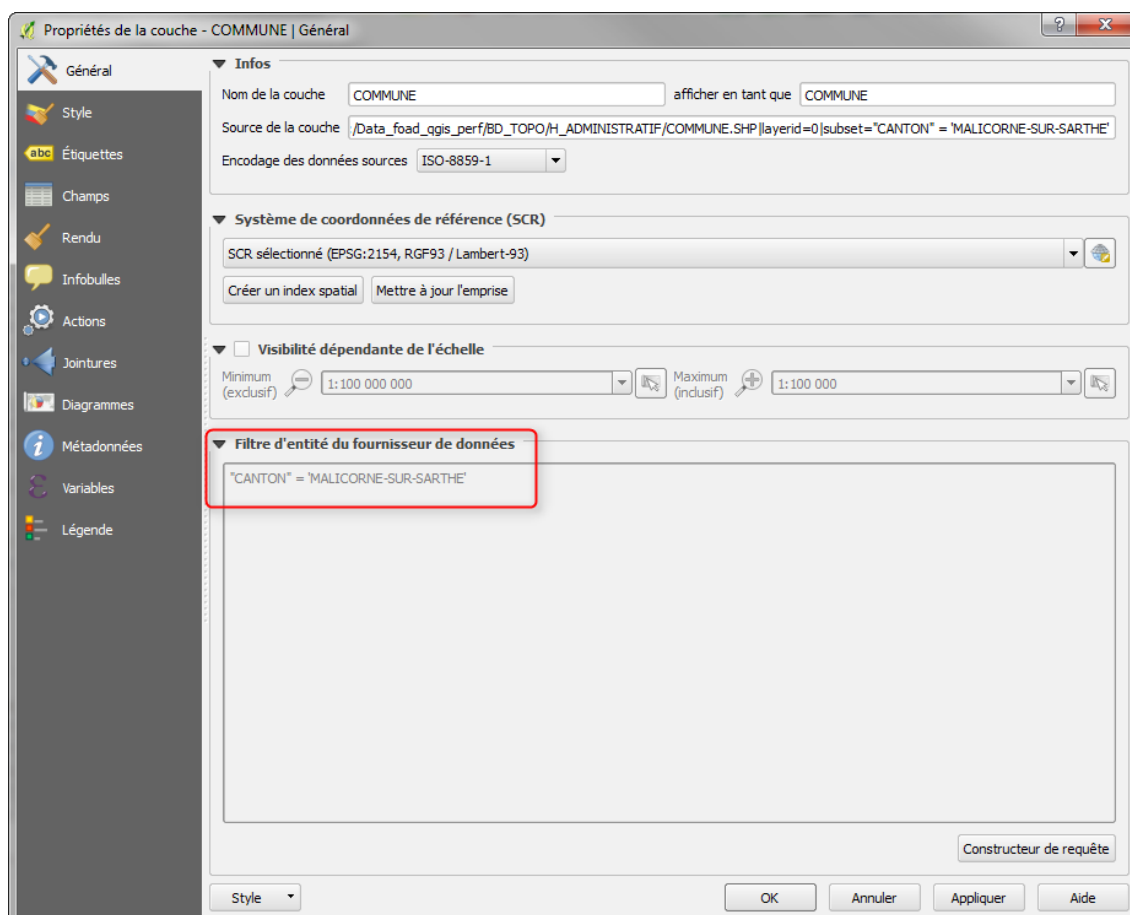 Propriétés de la couche - COMMUNE | Général
Général
Style
Étiquettes
Champs
Rendu
Infobulles
Actions
Jointures
Diagrammes
Métadonnées
Variables
Légende
Infos
Nom de la couche COMMUNE afficher en tant que COMMUNE
Source de la couche /Data_foad_qgis_perf/BD_TOPO/H_ADMINISTRATIF/COMMUNE.SHP|layerid=0|subset="CANTON" = 'MALICORNE-SUR-SARTHE'
Encodage des données sources ISO-8859-1
Système de coordonnées de référence (SCR)
SCR sélectionné (EPSG:2154, RGF93 / Lambert-93)
Créer un index spatial Mettre à jour l'emprise
Visibilité dépendante de l'échelle
Minimum (exclusif) 1:100 000 000 Maximum (inclusif) 1:100 000
Filtre d'entité du fournisseur de données
"CANTON" = 'MALICORNE-SUR-SARTHE'
Constructeur de requête
Style OK Annuler Appliquer Aide